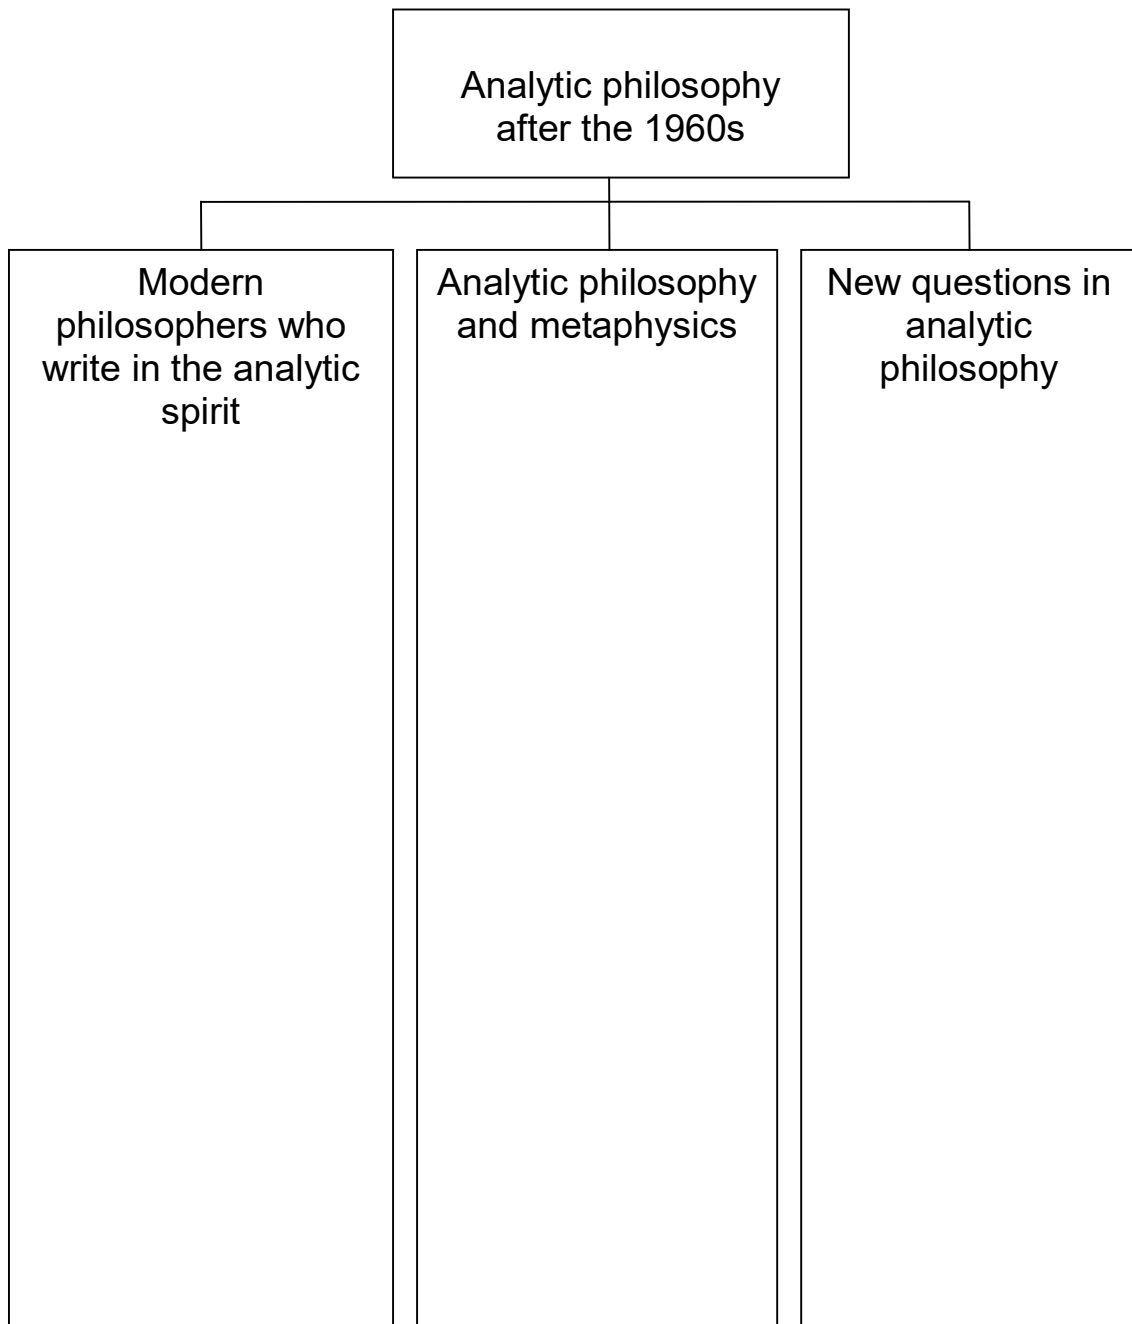 Analytic philosophy
after the 1960s
Modern
philosophers who
write in the analytic
spirit
Analytic philosophy
and metaphysics
New questions in
analytic
philosophy